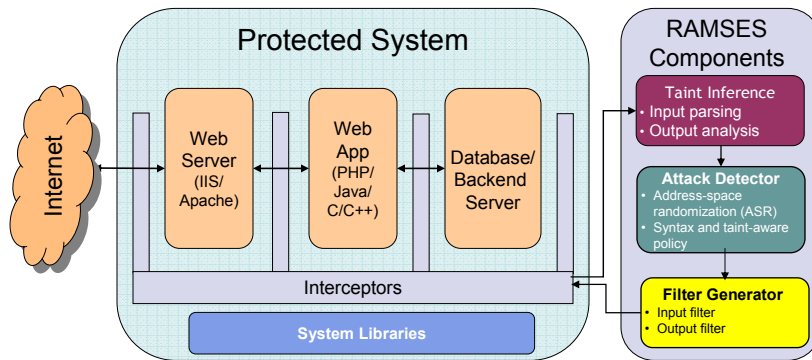 Protected System
Internet
Web
Server
(IIS/
Apache)
Web
App
(PHP/
Java/
C/C++)
Database/
Backend
Server
Interceptors
System Libraries
RAMSES
Components
Taint Inference
• Input parsing
• Output analysis
Attack Detector
• Address-space
randomization (ASR)
• Syntax and taint-aware
policy
Filter Generator
• Input filter
• Output filter